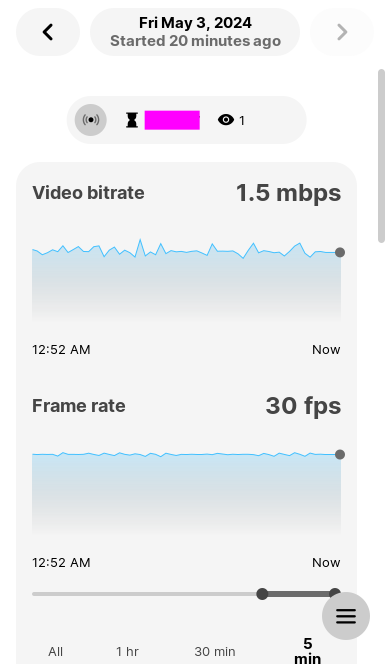 Fri May 3, 2024
Started 20 minutes ago
1
Video bitrate 1.5 mbps
12:52 AM Now
Frame rate 30 fps
12:52 AM Now
All 1 hr 30 min 5 min